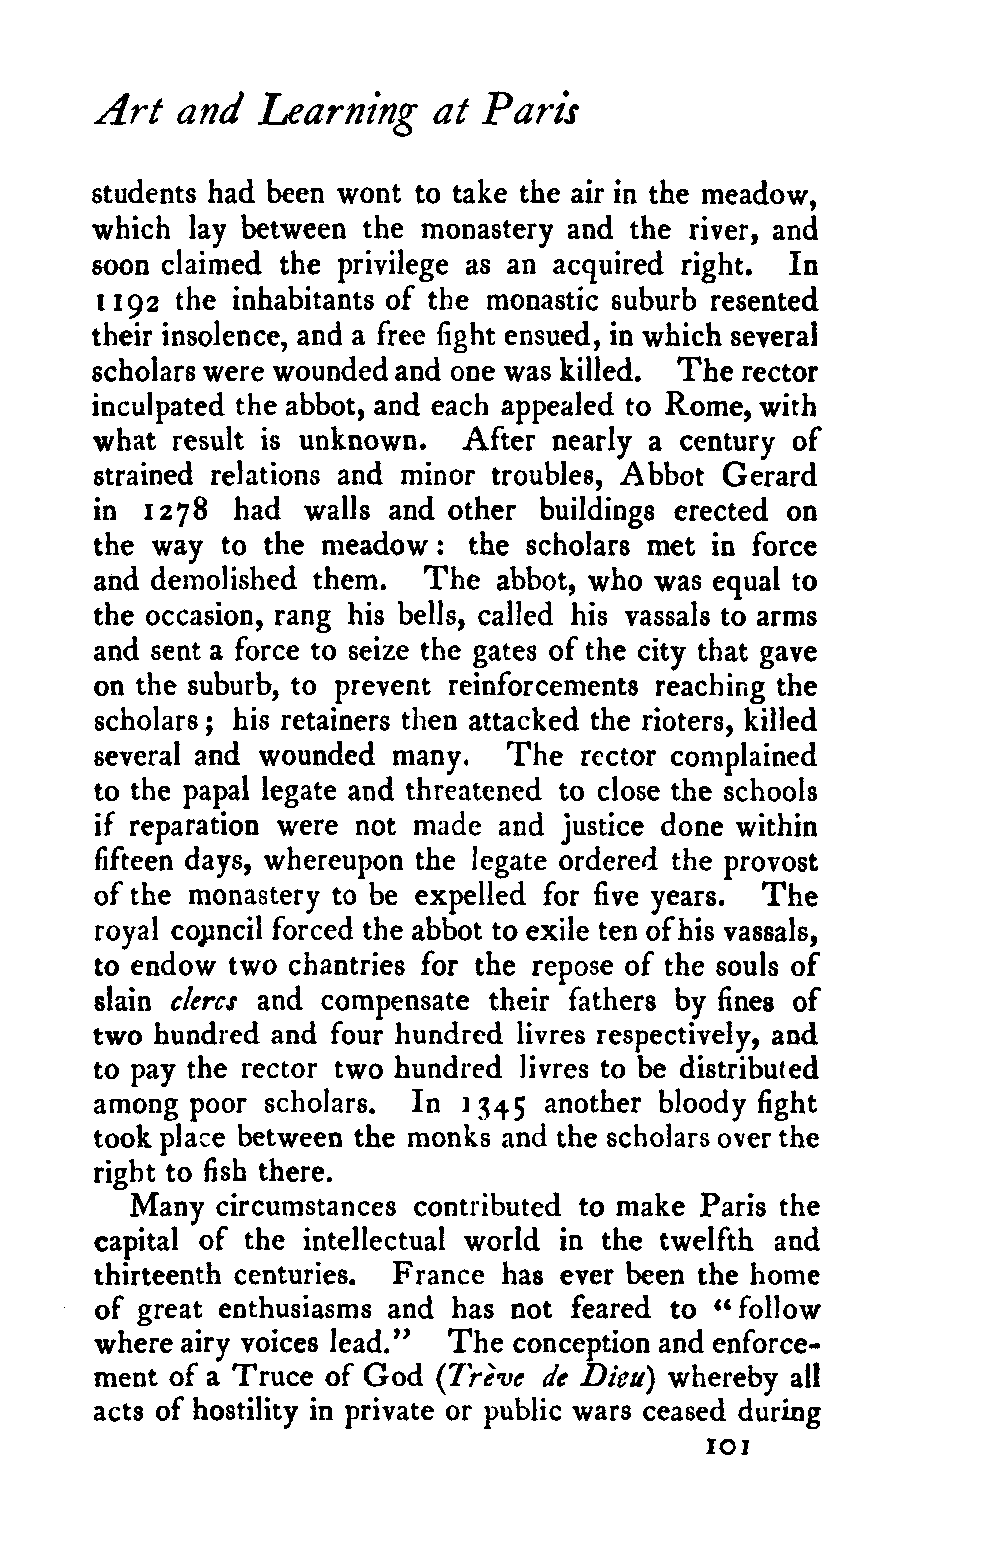 Art and Learning at Paris
students had been wont to take the air in the meadow,
which lay between the monastery and the river, and
soon claimed the privilege as an acquired right. In
1192 the inhabitants of the monastic suburb resented
their insolence, and a free fight ensued, in which several
scholars were wounded and one was killed. The rector
inculpated the abbot, and each appealed to Rome, with
what result is unknown. After nearly a century of
strained relations and minor troubles, Abbot Gerard
in 1278 had walls and other buildings erected on
the way to the meadow: the scholars met in force
and demolished them. The abbot, who was equal to
the occasion, rang his bells, called his vassals to arms
and sent a force to seize the gates of the city that gave
on the suburb, to prevent reinforcements reaching the
scholars; his retainers then attacked the rioters, killed
several and wounded many. The rector complained
to the papal legate and threatened to close the schools
if reparation were not made and justice done within
fifteen days, whereupon the legate ordered the provost
of the monastery to be expelled for five years. The
royal council forced the abbot to exile ten of his vassals,
to endow two chantries for the repose of the souls of
slain clercs and compensate their fathers by fines of
two hundred and four hundred livres respectively, and
to pay the rector two hundred livres to be distributed
among poor scholars. In 1345 another bloody fight
took place between the monks and the scholars over the
right to fish there.
Many circumstances contributed to make Paris the
capital of the intellectual world in the twelfth and
thirteenth centuries. France has ever been the home
of great enthusiasms and has not feared to “follow
where airy voices lead.” The conception and enforce-
ment of a Truce of God (Trève de Dieu) whereby all
acts of hostility in private or public wars ceased during
101